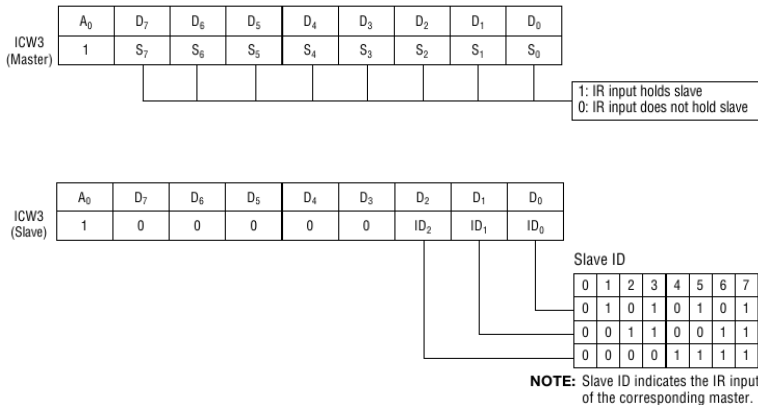 A₀ D₇ D₆ D₅ D₄ D₃ D₂ D₁ D₀
ICW3
(Master)
1 S₇ S₆ S₅ S₄ S₃ S₂ S₁ S₀
1: IR input holds slave
0: IR input does not hold slave
A₀ D₇ D₆ D₅ D₄ D₃ D₂ D₁ D₀
ICW3
(Slave)
1 0 0 0 0 0 ID₂ ID₁ ID₀
Slave ID
0 1 2 3 4 5 6 7
0 1 0 1 0 1 0 1
0 0 1 1 0 0 1 1
0 0 0 0 1 1 1 1
NOTE: Slave ID indicates the IR input
of the corresponding master.